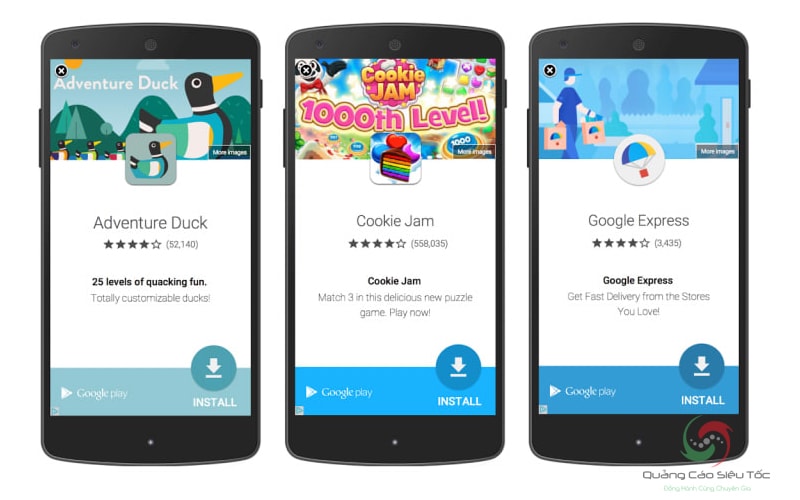 Adventure Duck
More Images
Adventure Duck
(52,140)
25 levels of quacking fun.
Totally customizable ducks!
Google play
INSTALL
Cookie
JAM
1000th Level!
1000
More Images
Cookie Jam
(558,035)
Cookie Jam
Match 3 in this delicious new puzzle
game. Play now!
Google play
INSTALL
More Images
Google Express
(3,435)
Google Express
Get Fast Delivery from the Stores
You Love!
Google play
INSTALL
Quảng Cáo Siêu Tốc
Đồng Hành Cùng Chuyên Gia